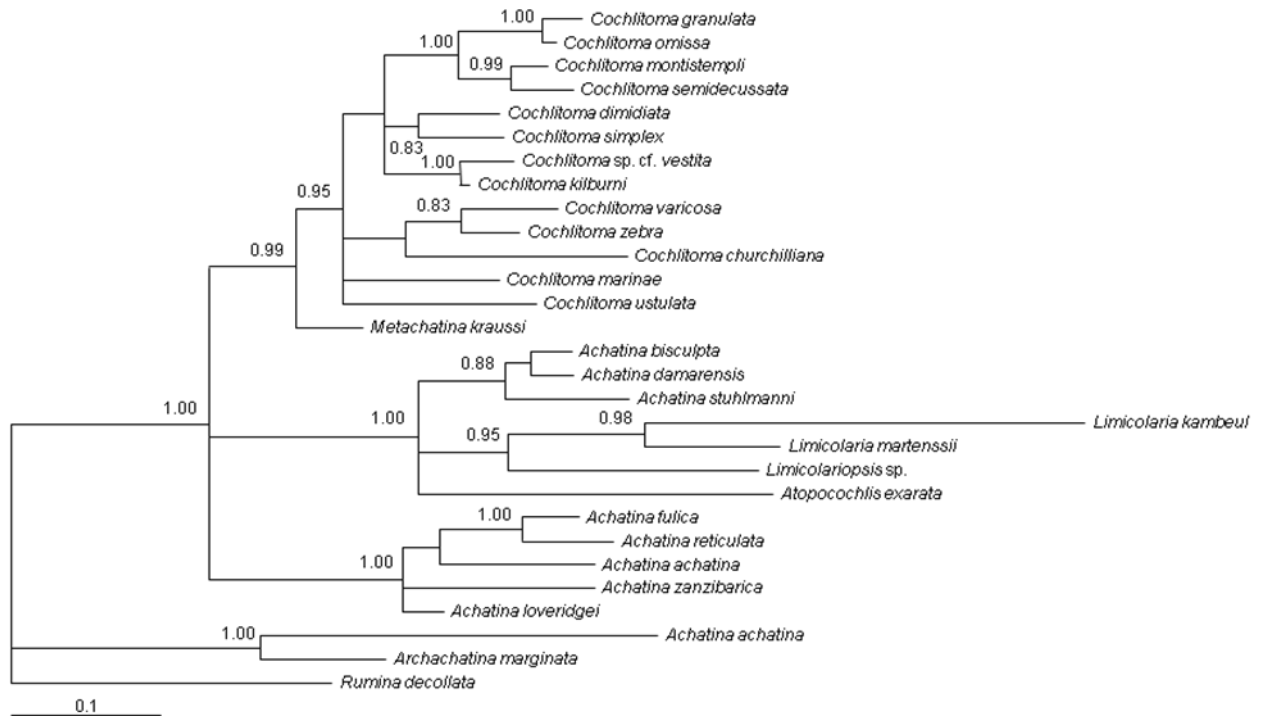 1.00
Cochlitoma granulata
1.00
Cochlitoma omissa
0.99
Cochlitoma montistempli
Cochlitoma semidecussata
Cochlitoma dimidiata
Cochlitoma simplex
0.83
1.00
Cochlitoma sp. cf. vestita
Cochlitoma kilburni
0.95
0.83
Cochlitoma varicosa
Cochlitoma zebra
0.99
Cochlitoma churchilliana
Cochlitoma marinae
Cochlitoma ustulata
Metachatina kraussi
Achatina bisculpta
0.88
Achatina damarensis
Achatina stuhlmanni
1.00
1.00
0.98
Limicolaria kambeul
0.95
Limicolaria martenssii
Limicolariopsis sp.
Atopocochlis exarata
1.00
Achatina fulica
Achatina reticulata
1.00
Achatina achatina
Achatina zanzibarica
Achatina loveridgei
1.00
Achatina achatina
Archachatina marginata
Rumina decollata
0.1